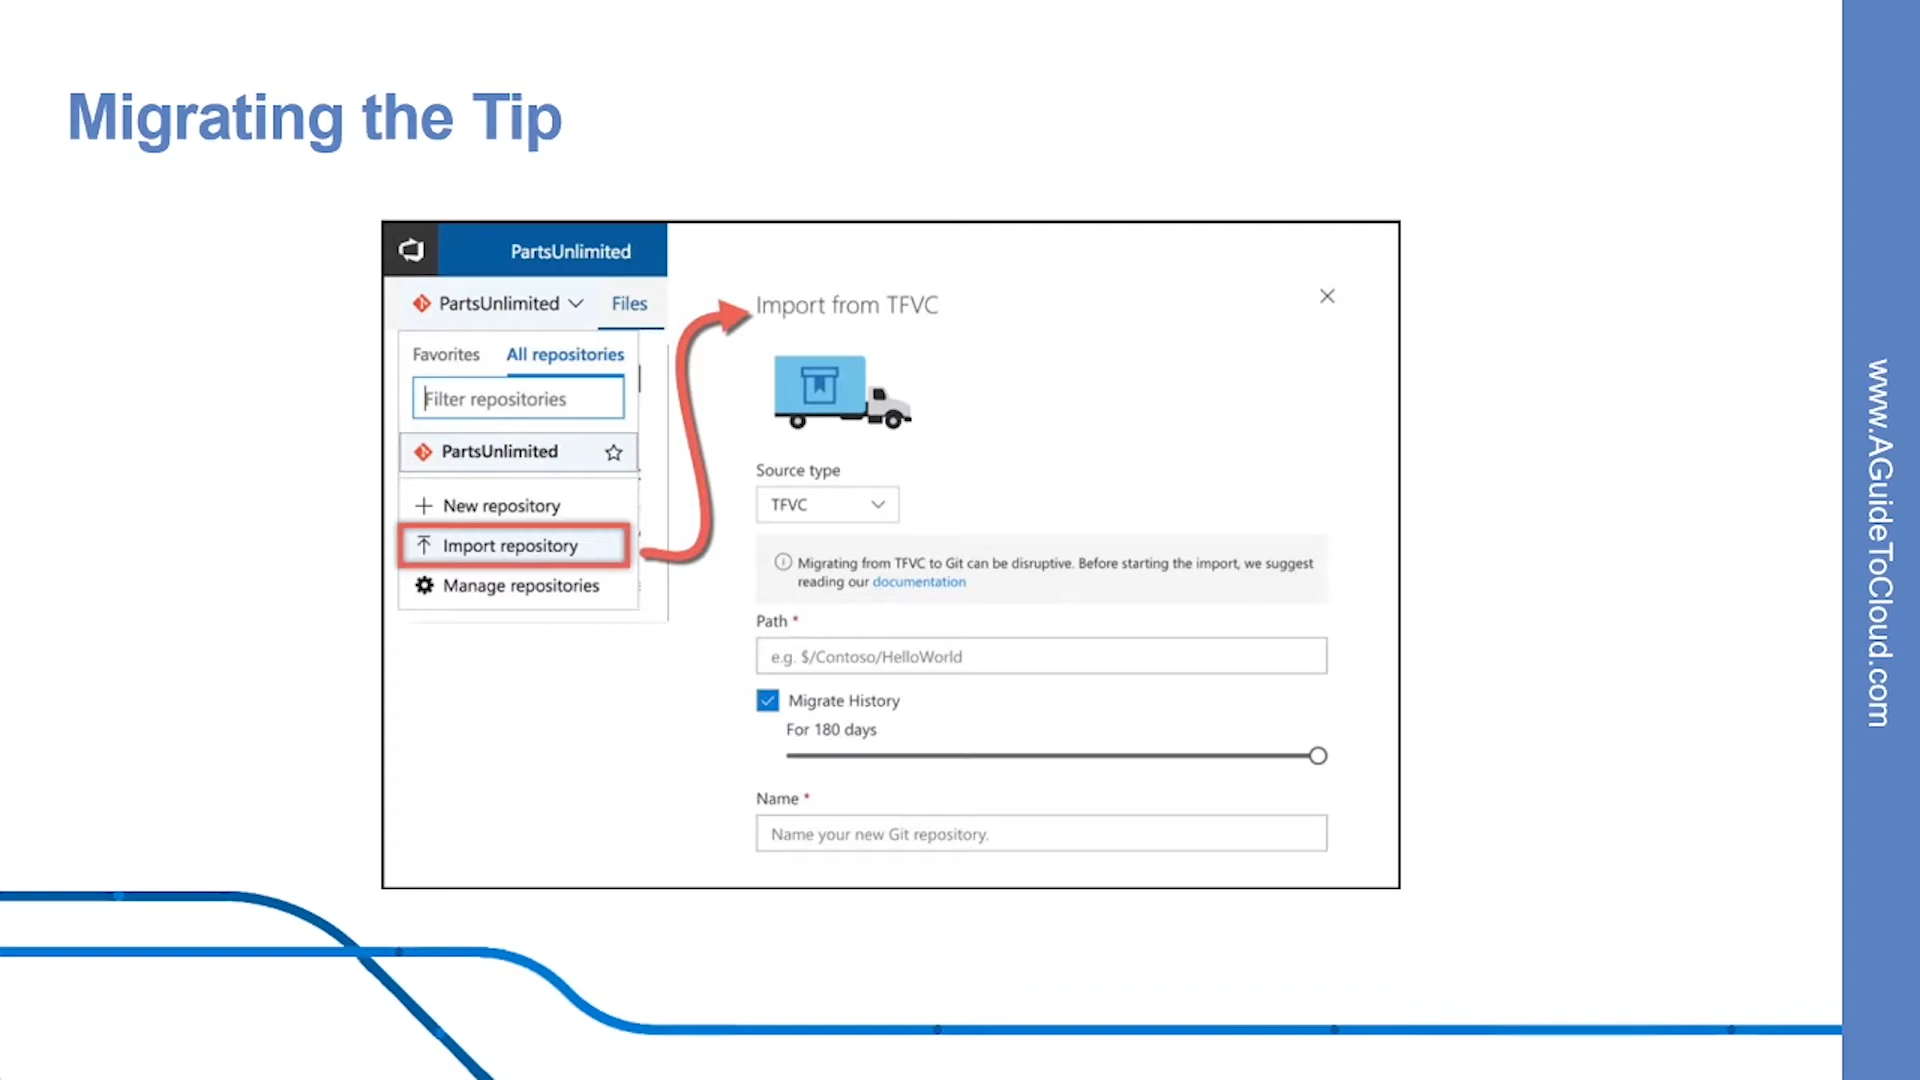 Migrating the Tip
PartsUnlimited
PartsUnlimited
Files
Favorites
All repositories
Filter repositories
PartsUnlimited
New repository
Import repository
Manage repositories
Import from TFVC
Source type
TFVC
Migrating from TFVC to Git can be disruptive. Before starting the import, we suggest
reading our documentation
Path *
e.g. $/Contoso/HelloWorld
Migrate History
For 180 days
Name *
Name your new Git repository.
www.AGuideToCloud.com